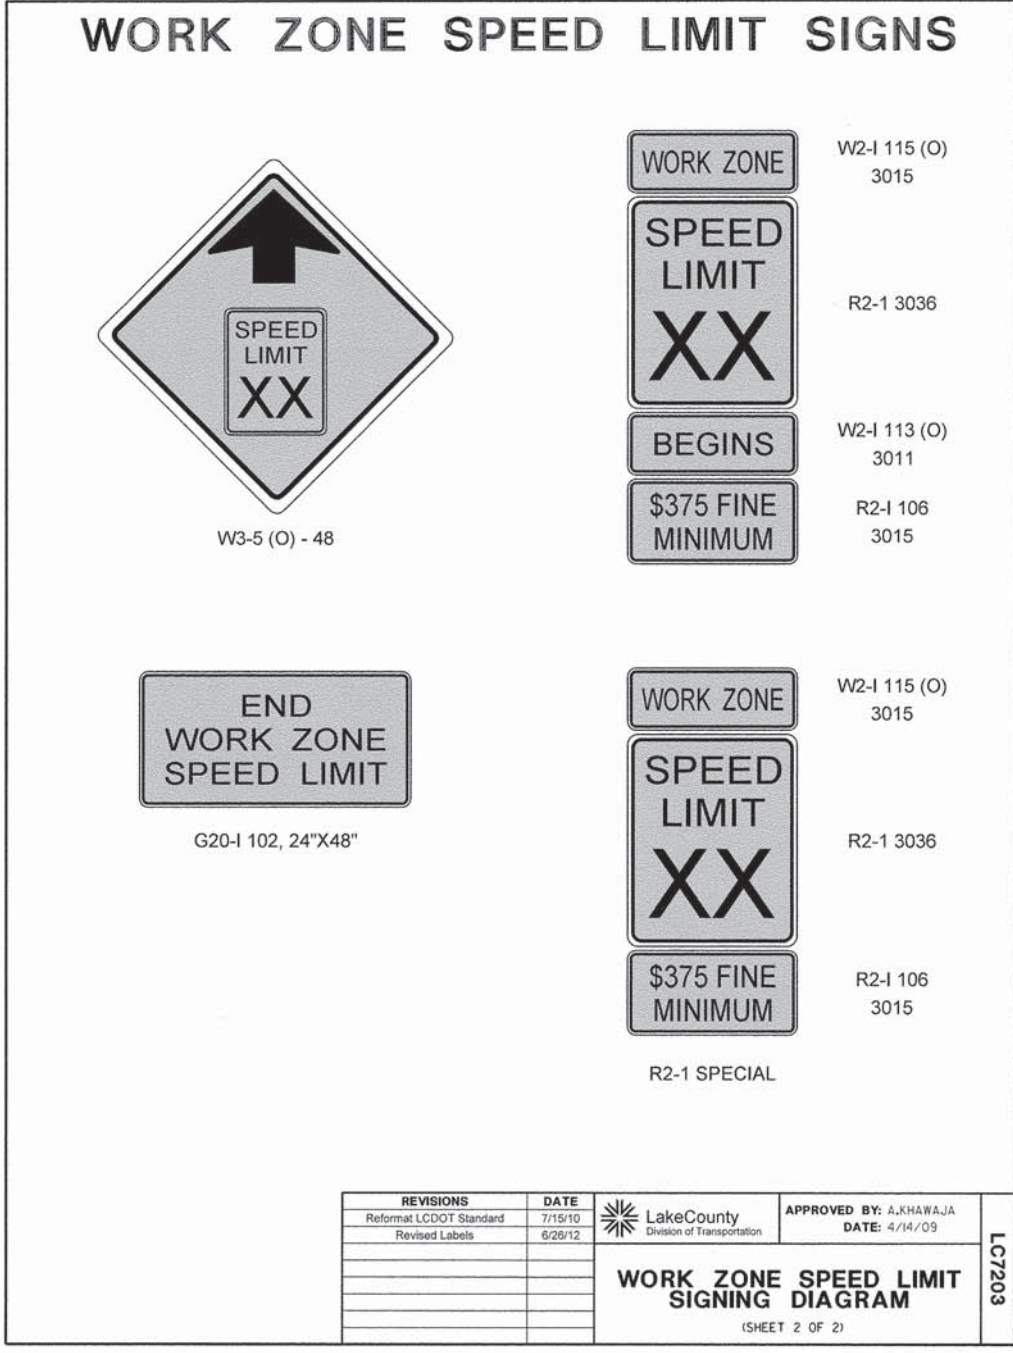 WORK ZONE SPEED LIMIT SIGNS
SPEED
LIMIT
XX
W3-5 (O) - 48
WORK ZONE
W2-I 115 (O)
3015
SPEED
LIMIT
XX
R2-1 3036
BEGINS
W2-I 113 (O)
3011
$375 FINE
MINIMUM
R2-I 106
3015
END
WORK ZONE
SPEED LIMIT
G20-I 102, 24"X48"
WORK ZONE
W2-I 115 (O)
3015
SPEED
LIMIT
XX
R2-1 3036
$375 FINE
MINIMUM
R2-I 106
3015
R2-1 SPECIAL
REVISIONS DATE
Reformat LCDOT Standard 7/15/10
Revised Labels 6/26/12
LakeCounty
Division of Transportation
APPROVED BY: A.KHAWAJA
DATE: 4/14/09
WORK ZONE SPEED LIMIT
SIGNING DIAGRAM
(SHEET 2 OF 2)
LC7203